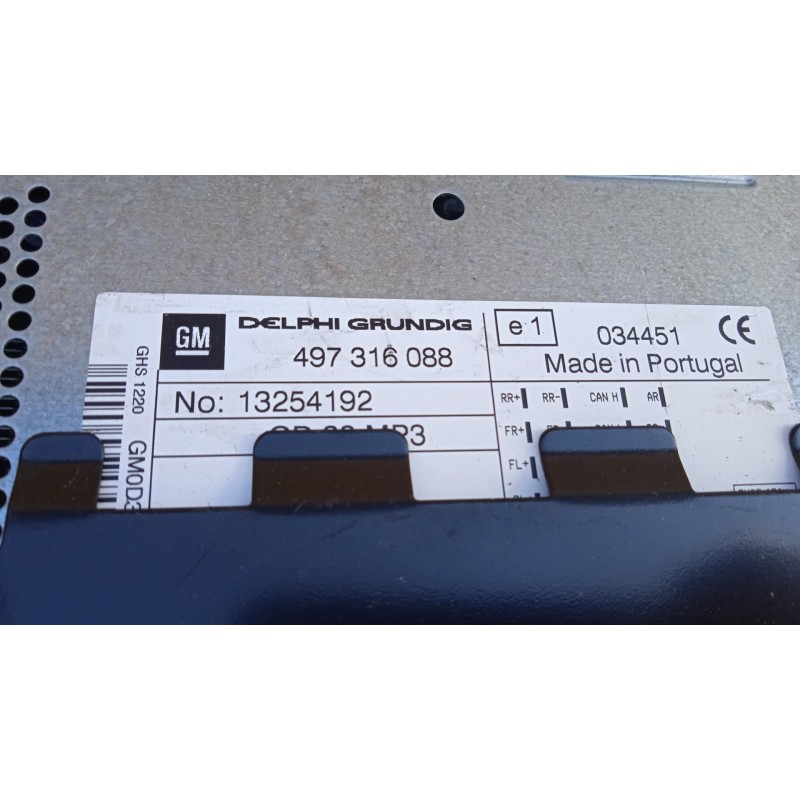 GM DELPHI GRUNDIG
497 316 088
No: 13254192
e1 034451 CE
Made in Portugal
RR+ RR- CAN H AR
FR+
FL+
GHS 1220